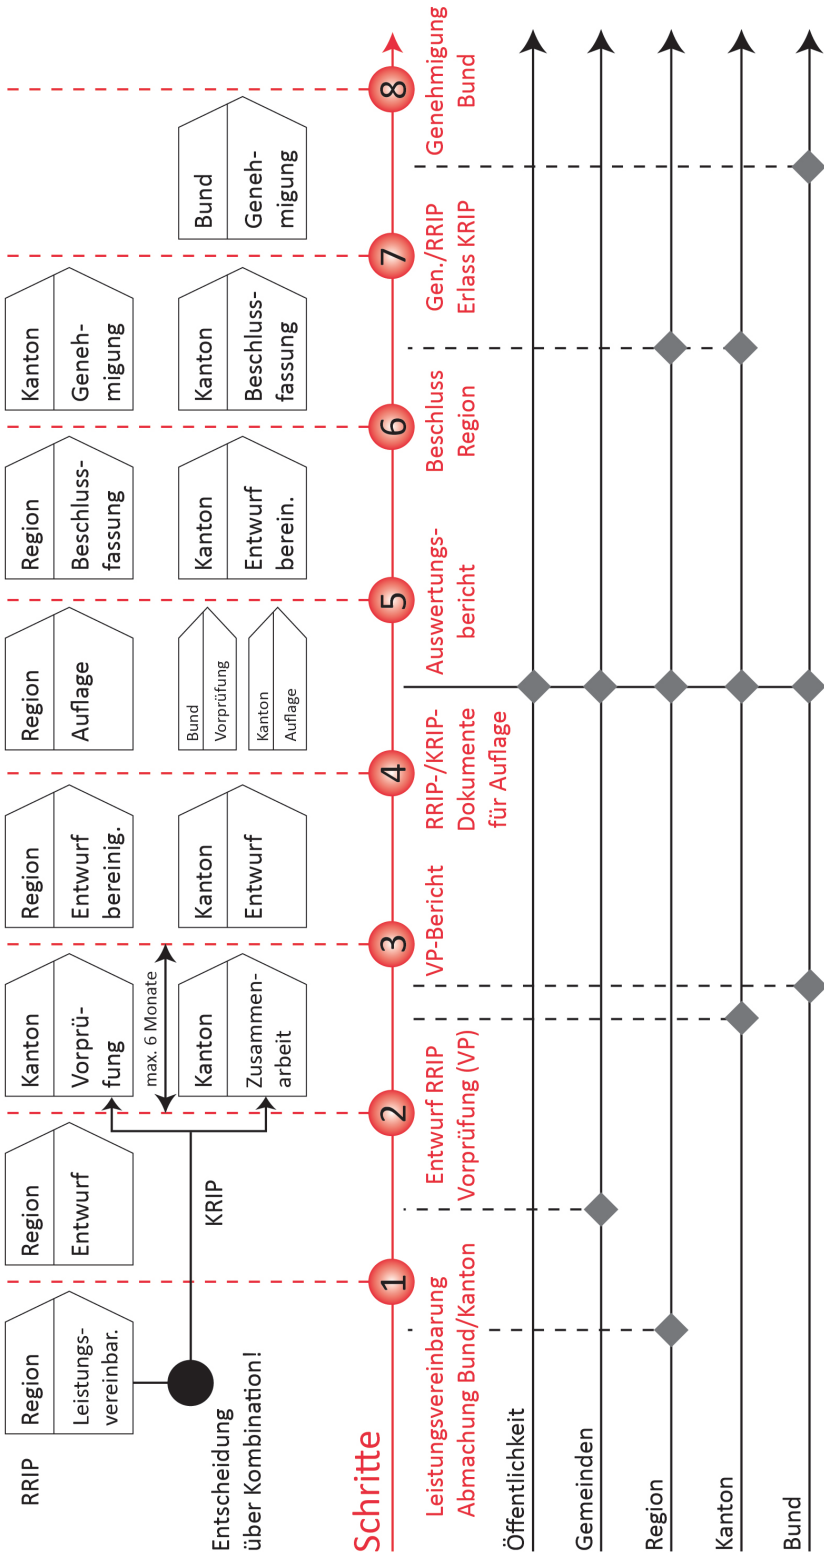 RRIP
Region
Leistungs-
vereinbar.
Region
Entwurf
Kanton
Vorprü-
fung
Region
Entwurf
bereinig.
Region
Auflage
Region
Beschluss-
fassung
Kanton
Geneh-
migung
max. 6 Monate
Entscheidung
über Kombination!
KRIP
Kanton
Zusammen-
arbeit
Kanton
Entwurf
Bund
Vorprüfung
Kanton
Auflage
Kanton
Entwurf
berein.
Kanton
Beschluss-
fassung
Bund
Geneh-
migung
Schritte
1
2
3
4
5
6
7
8
Leistungsvereinbarung
Abmachung Bund/Kanton
Entwurf RRIP
Vorprüfung (VP)
VP-Bericht
RRIP-/KRIP-
Dokumente
für Auflage
Auswertungs-
bericht
Beschluss
Region
Gen./RRIP
Erlass KRIP
Genehmigung
Bund
Öffentlichkeit
Gemeinden
Region
Kanton
Bund